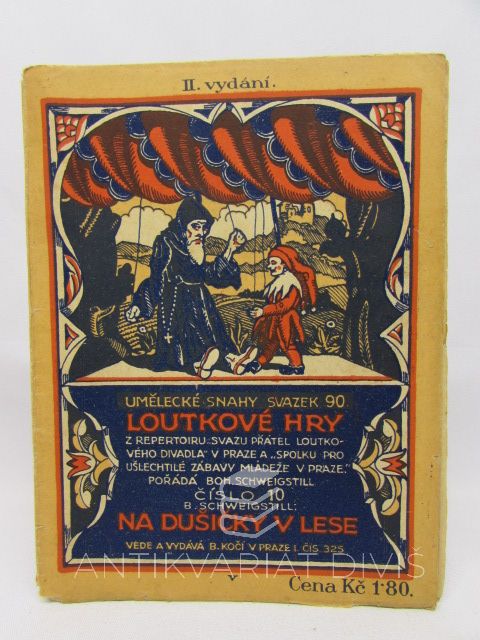 II. vydání.
UMĚLECKÉ SNAHY SVAZEK 90.
LOUTKOVÉ HRY
Z REPERTOIRU „SVAZU PŘÁTEL LOUTKO-
VÉHO DIVADLA" V PRAZE A „SPOLKU PRO
UŠLECHTILÉ ZÁBAVY MLÁDEŽE V PRAZE."
POŘÁDÁ BOH. SCHWEIGSTILL
ČÍSLO 10
B. SCHWEIGSTILL:
NA DUŠIČKY V LESE
VEDE A VYDÁVÁ B. KOČÍ V PRAZE I. ČÍS 325
Cena Kč 1·80.
ANTIKVARIÁT DIVIŠ